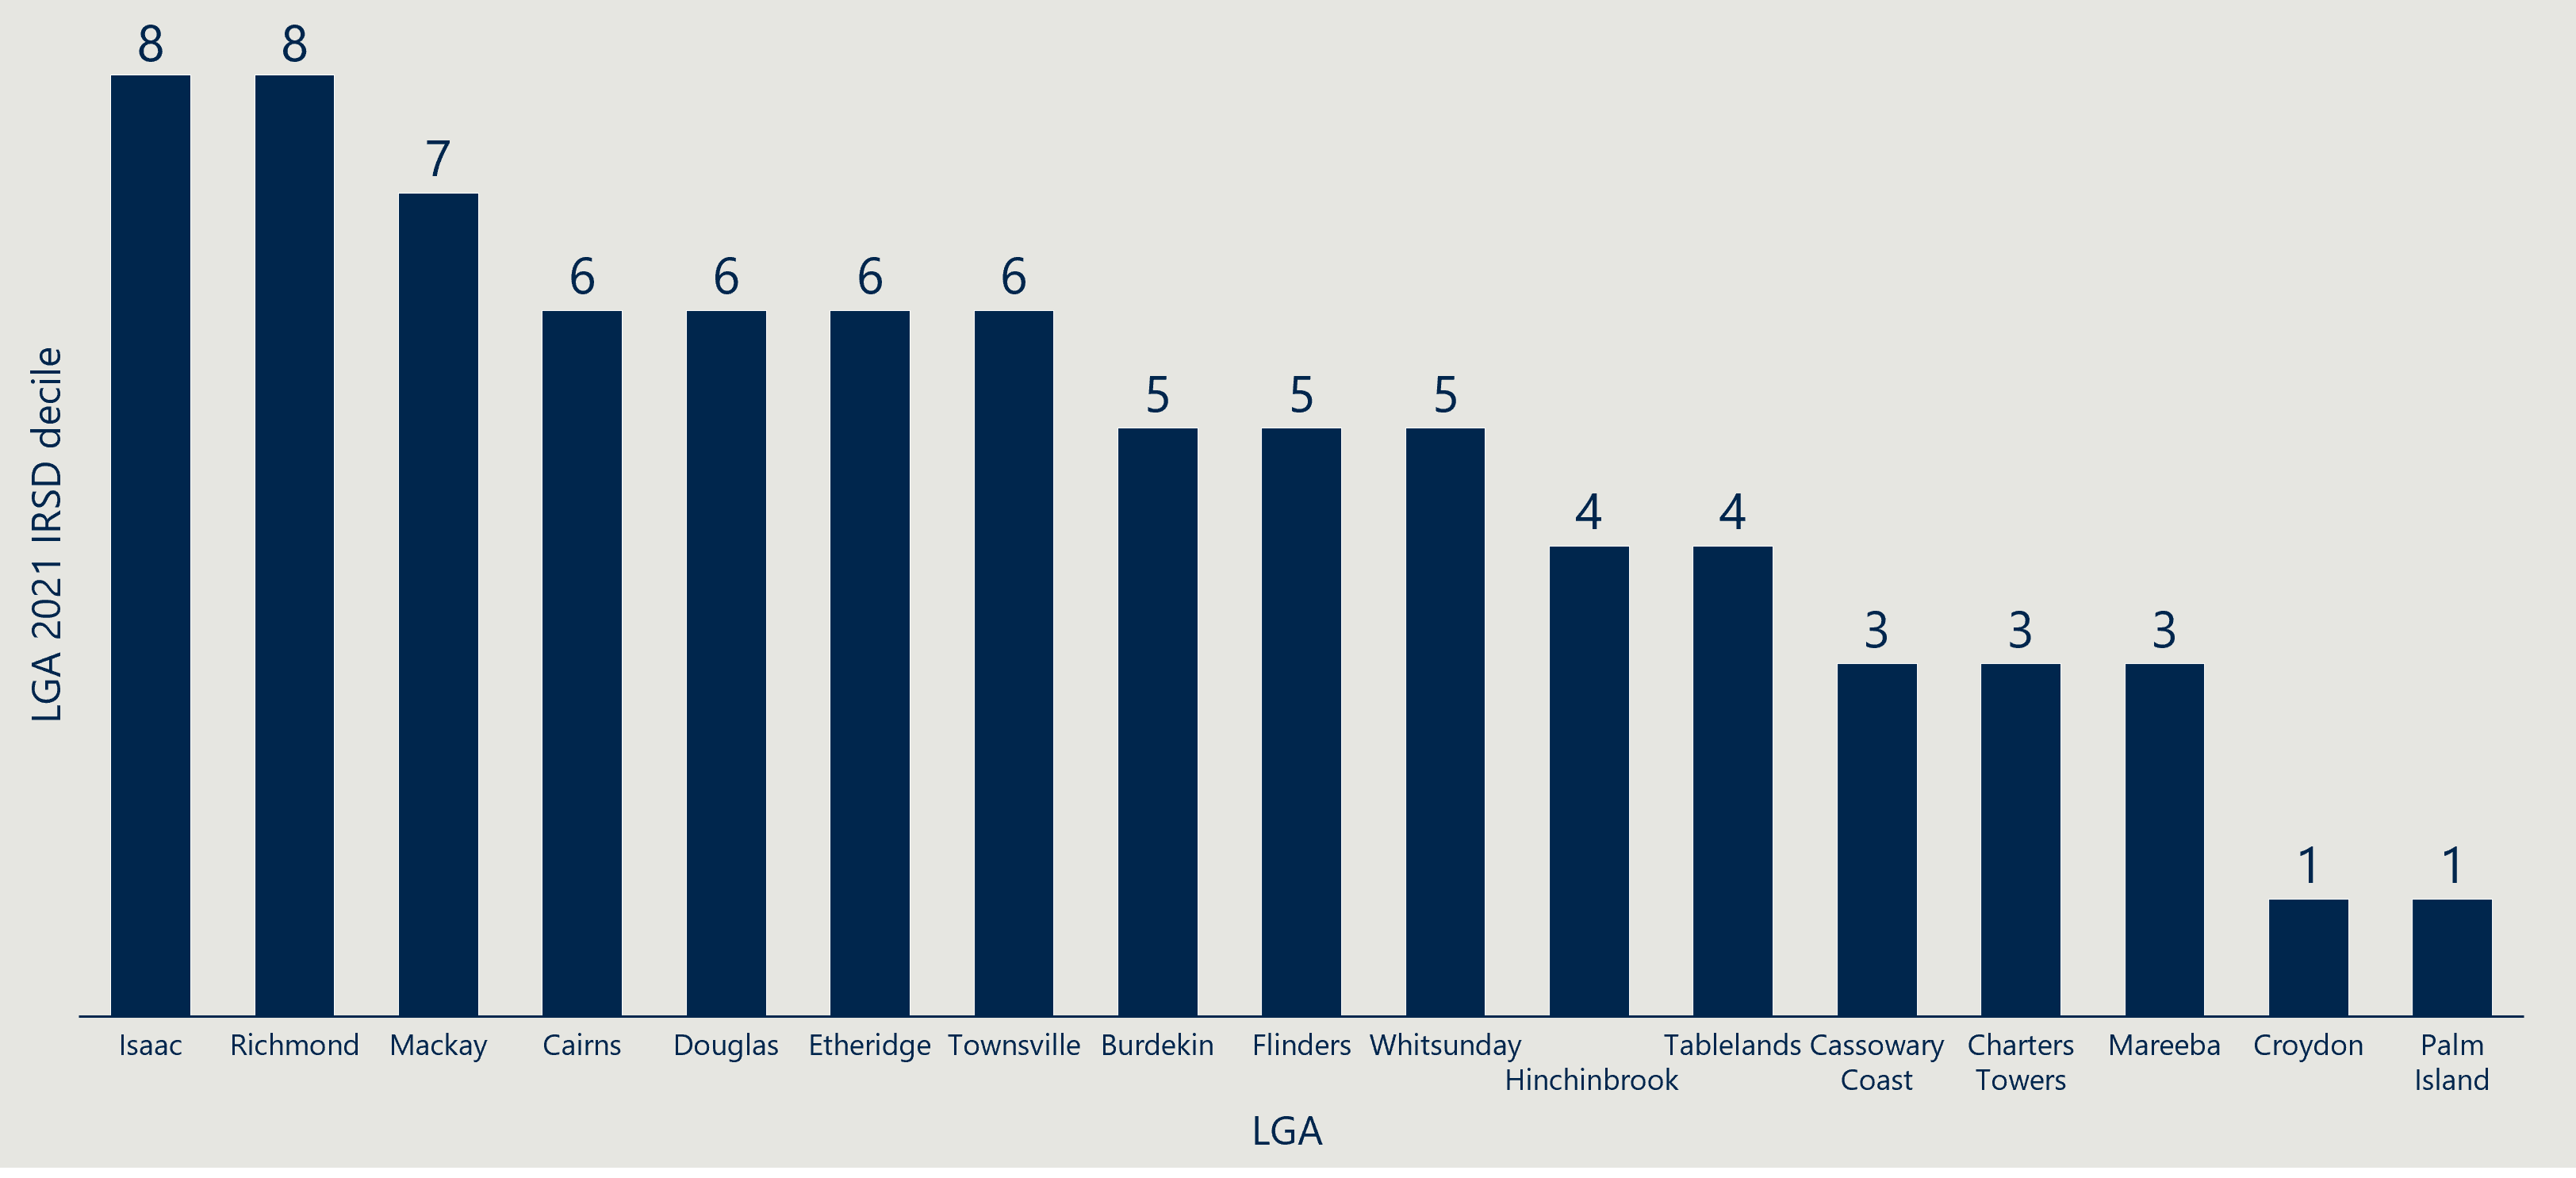 8
8
7
6
6
6
6
5
5
5
4
4
3
3
3
1
1
LGA 2021 IRSD decile
Isaac
Richmond
Mackay
Cairns
Douglas
Etheridge
Townsville
Burdekin
Flinders
Whitsunday
Hinchinbrook
Tablelands
Cassowary
Coast
Charters
Towers
Mareeba
Croydon
Palm
Island
LGA